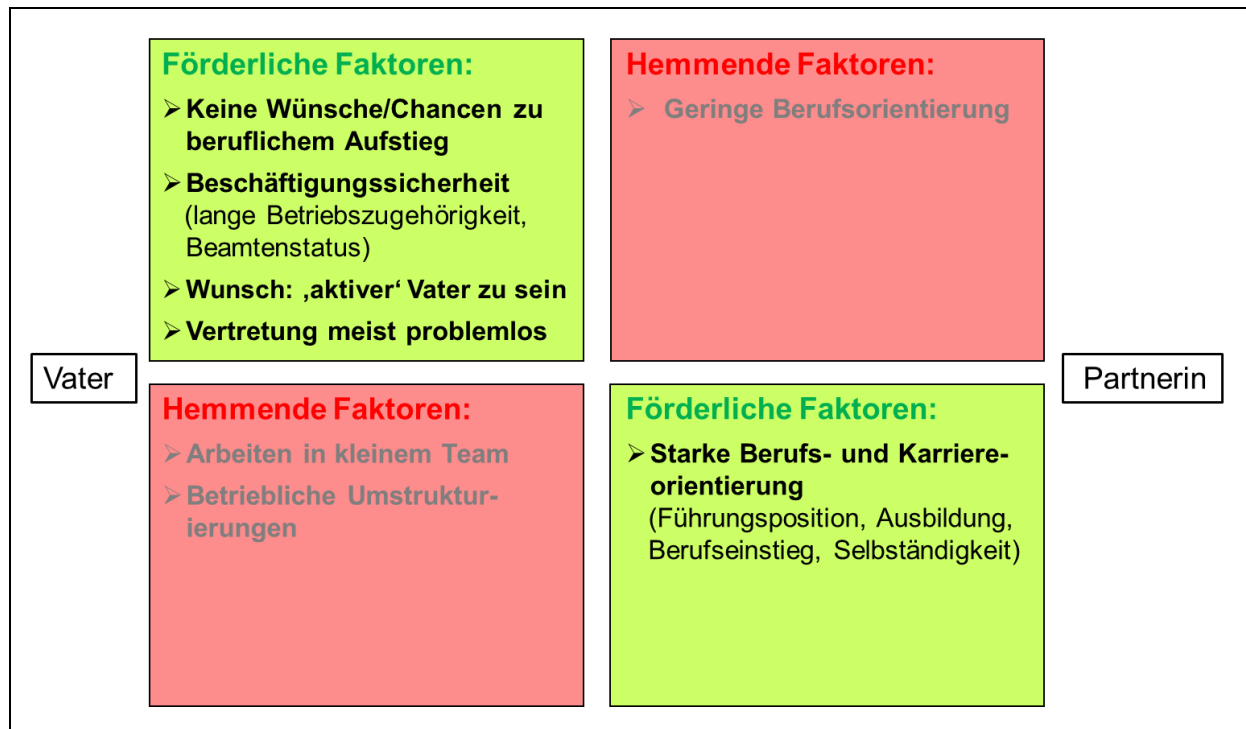 Förderliche Faktoren:
➢ Keine Wünsche/Chancen zu
beruflichem Aufstieg
➢ Beschäftigungssicherheit
(lange Betriebszugehörigkeit,
Beamtenstatus)
➢ Wunsch: ‚aktiver‘ Vater zu sein
➢ Vertretung meist problemlos
Hemmende Faktoren:
➢ Geringe Berufsorientierung
Vater
Partnerin
Hemmende Faktoren:
➢ Arbeiten in kleinem Team
➢ Betriebliche Umstruktur-
ierungen
Förderliche Faktoren:
➢ Starke Berufs- und Karriere-
orientierung
(Führungsposition, Ausbildung,
Berufseinstieg, Selbständigkeit)